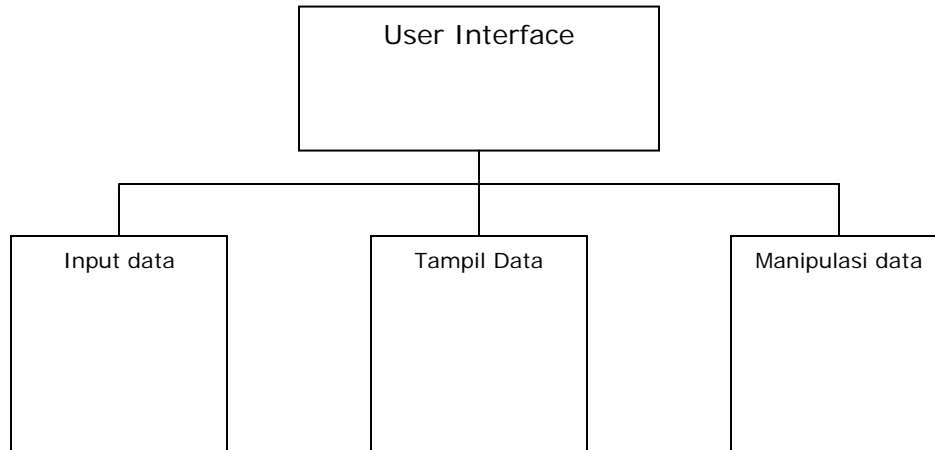 User Interface
Input data
Tampil Data
Manipulasi data